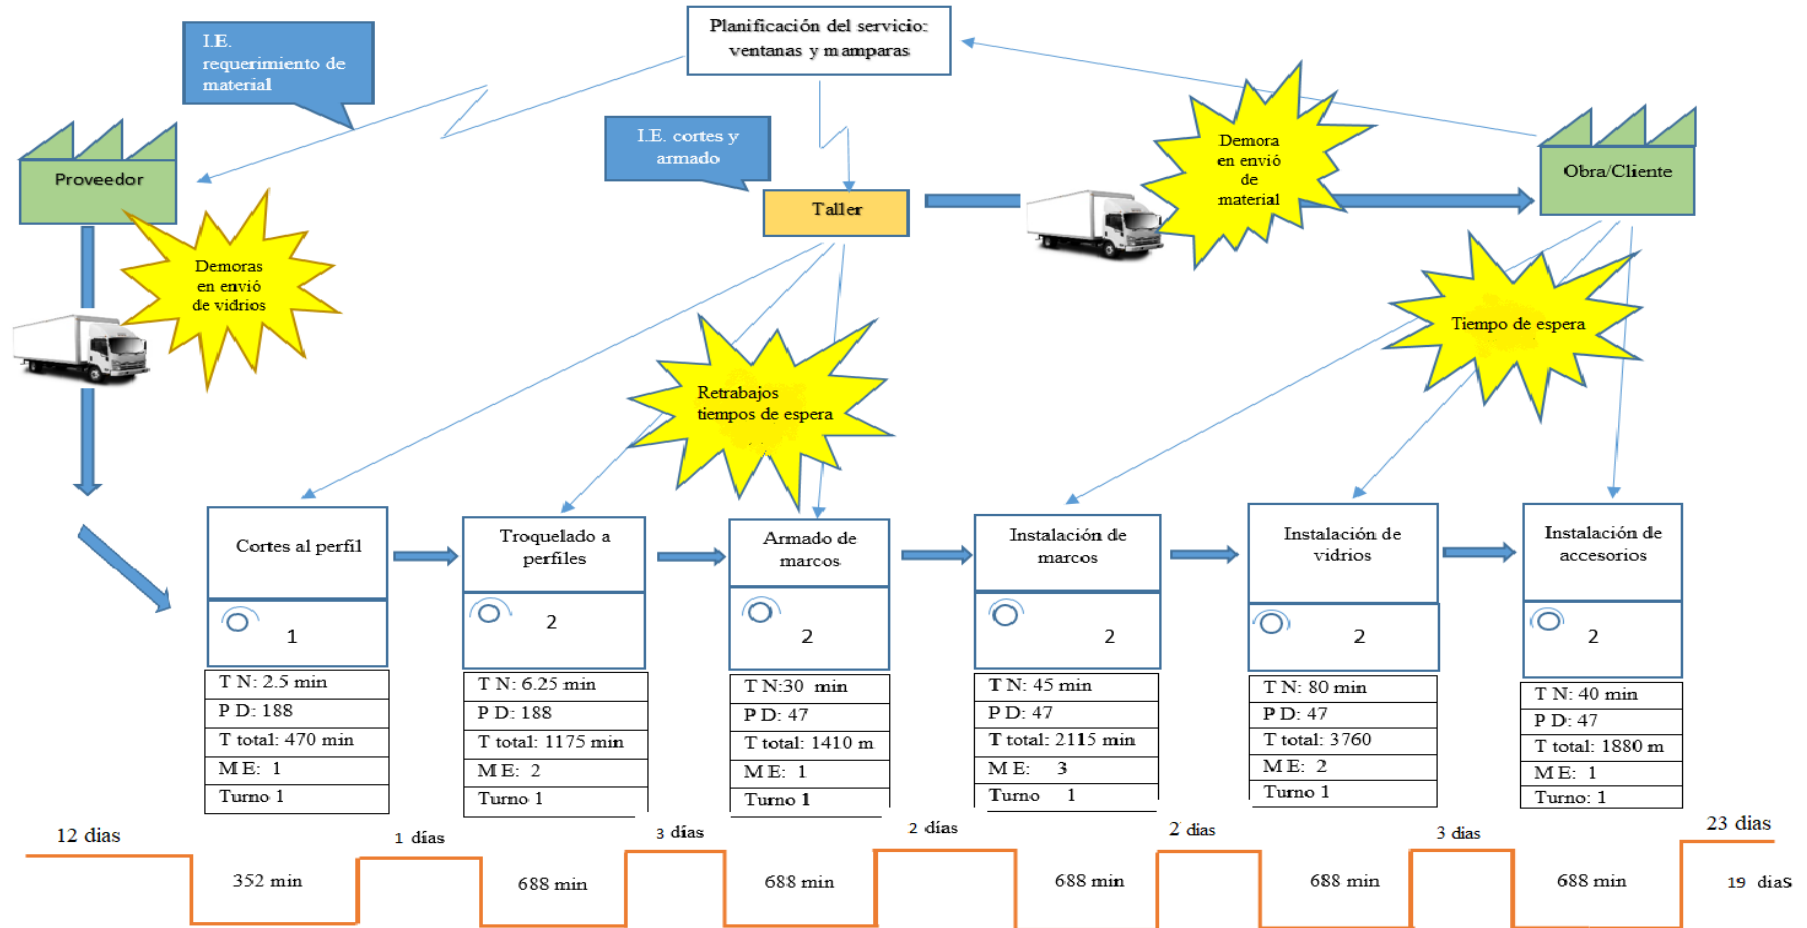 Planificación del servicio:
ventanas y mamparas
I.E.
requerimiento de
material
I.E. cortes y
armado
Proveedor
Taller
Obra/Cliente
Demora
en envió
de
material
Demoras
en envió
de vidrios
Tiempo de espera
Retrabajos
tiempos de espera
Cortes al perfil
1
T N: 2.5 min
P D: 188
T total: 470 min
M E: 1
Turno 1
Troquelado a
perfiles
2
T N: 6.25 min
P D: 188
T total: 1175 min
M E: 2
Turno 1
Armado de
marcos
2
T N:30 min
P D: 47
T total: 1410 m
M E: 1
Turno 1
Instalación de
marcos
2
T N: 45 min
P D: 47
T total: 2115 min
M E: 3
Turno 1
Instalación de
vidrios
2
T N: 80 min
P D: 47
T total: 3760
M E: 2
Turno 1
Instalación de
accesorios
2
T N: 40 min
P D: 47
T total: 1880 m
M E: 1
Turno: 1
12 dias
1 días
3 días
2 días
2 dias
3 dias
23 dias
352 min
688 min
688 min
688 min
688 min
688 min
19 dias